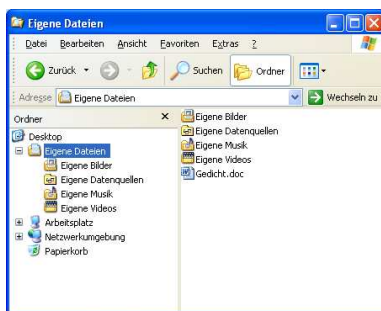 Eigene Dateien
Datei Bearbeiten Ansicht Favoriten Extras ?
Zurück Suchen Ordner
Adresse Eigene Dateien Wechseln zu
Ordner
Desktop
Eigene Dateien
Eigene Bilder
Eigene Datenquellen
Eigene Musik
Eigene Videos
Arbeitsplatz
Netzwerkumgebung
Papierkorb
Eigene Bilder
Eigene Datenquellen
Eigene Musik
Eigene Videos
Gedicht.doc